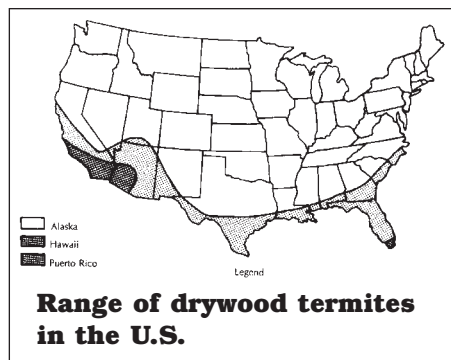 Alaska
Hawaii
Puerto Rico
Legend
Range of drywood termites
in the U.S.